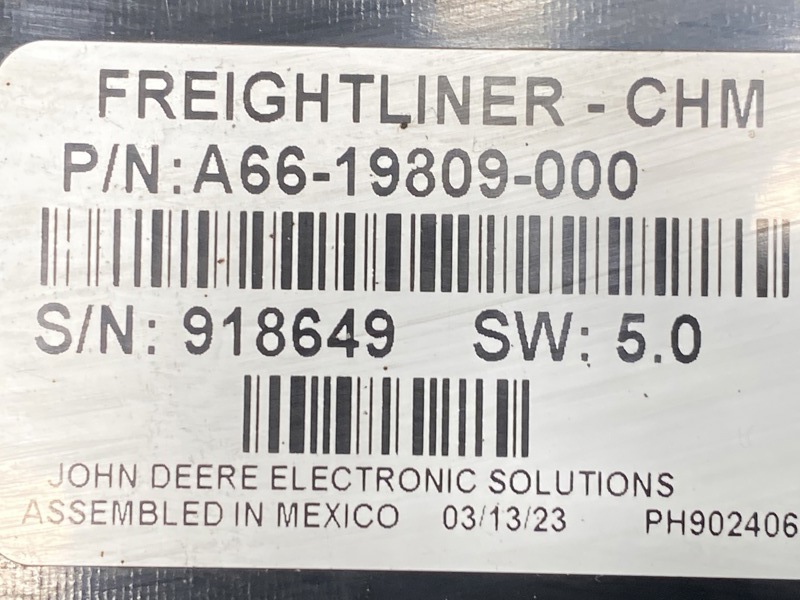 FREIGHTLINER - CHM
P/N: A66-19809-000
S/N: 918649 SW: 5.0
JOHN DEERE ELECTRONIC SOLUTIONS
ASSEMBLED IN MEXICO 03/13/23 PH902406